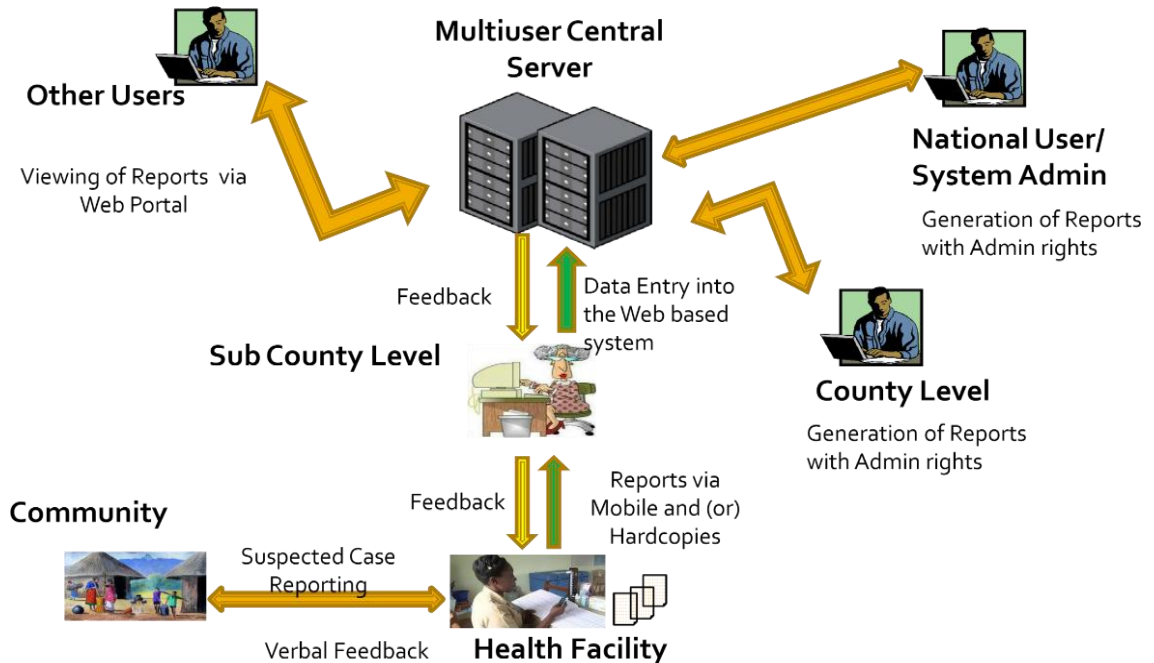 Multiuser Central
Server
Other Users
Viewing of Reports via
Web Portal
National User/
System Admin
Generation of Reports
with Admin rights
Feedback
Data Entry into
the Web based
system
Sub County Level
County Level
Generation of Reports
with Admin rights
Feedback
Reports via
Mobile and (or)
Hardcopies
Community
Suspected Case
Reporting
Verbal Feedback
Health Facility